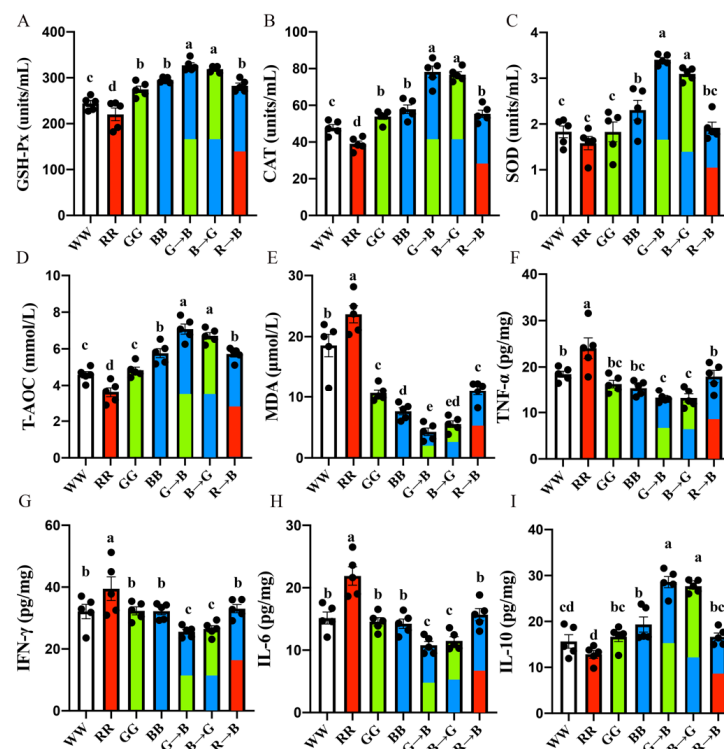 A
GSH-Px (units/mL)
400
300
200
100
0
c
d
b
b
a
a
b
WW
RR
GG
BB
G→B
B→G
R→B
B
CAT (units/mL)
100
80
60
40
20
0
c
d
b
b
a
a
b
WW
RR
GG
BB
G→B
B→G
R→B
C
SOD (units/mL)
4
3
2
1
0
c
c
c
b
a
a
bc
WW
RR
GG
BB
G→B
B→G
R→B
D
T-AOC (mmol/L)
10
8
6
4
2
0
c
d
c
b
a
a
b
WW
RR
GG
BB
G→B
B→G
R→B
E
MDA (μmol/L)
30
20
10
0
b
a
c
d
e
ed
c
WW
RR
GG
BB
G→B
B→G
R→B
F
TNF-α (pg/mg)
40
30
20
10
0
b
a
bc
bc
c
c
b
WW
RR
GG
BB
G→B
B→G
R→B
G
IFN-γ (pg/mg)
60
40
20
0
b
a
b
b
c
c
b
WW
RR
GG
BB
G→B
B→G
R→B
H
IL-6 (pg/mg)
30
20
10
0
b
a
b
b
c
c
b
WW
RR
GG
BB
G→B
B→G
R→B
I
IL-10 (pg/mg)
40
30
20
10
0
cd
d
bc
b
a
a
bc
WW
RR
GG
BB
G→B
B→G
R→B